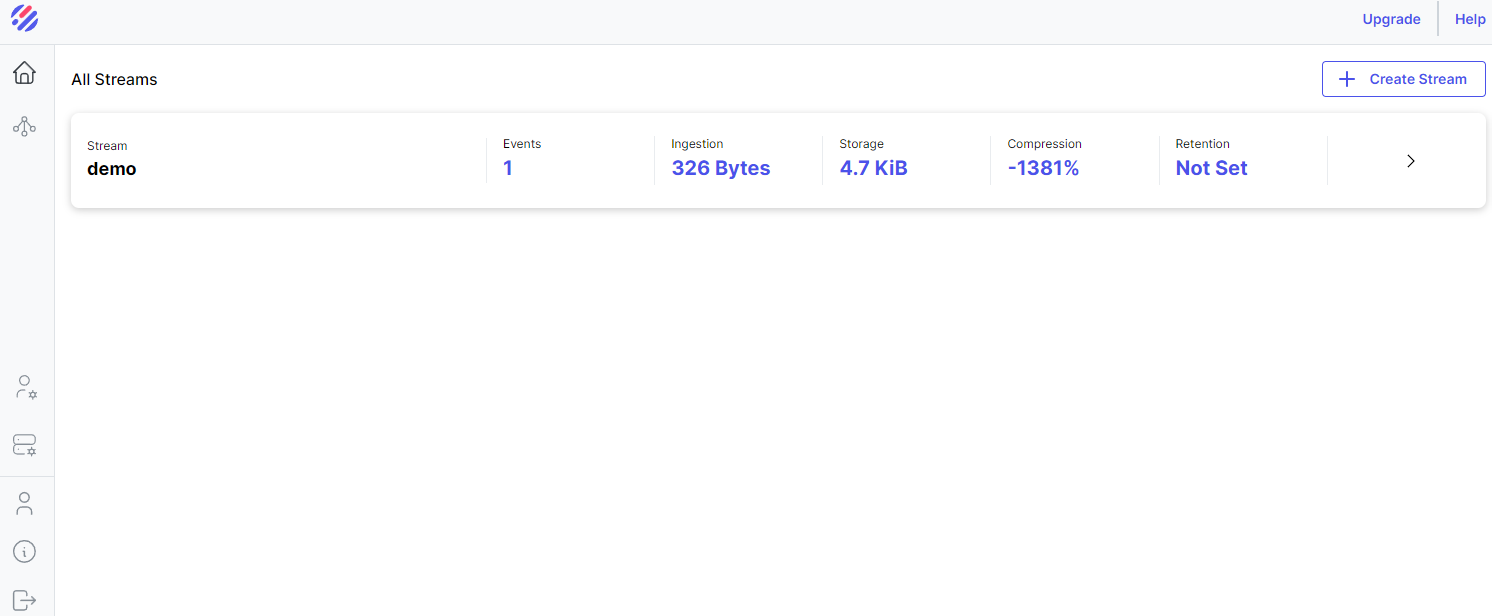 Upgrade
Help
All Streams
Create Stream
Stream
demo
Events
1
Ingestion
326 Bytes
Storage
4.7 KiB
Compression
-1381%
Retention
Not Set